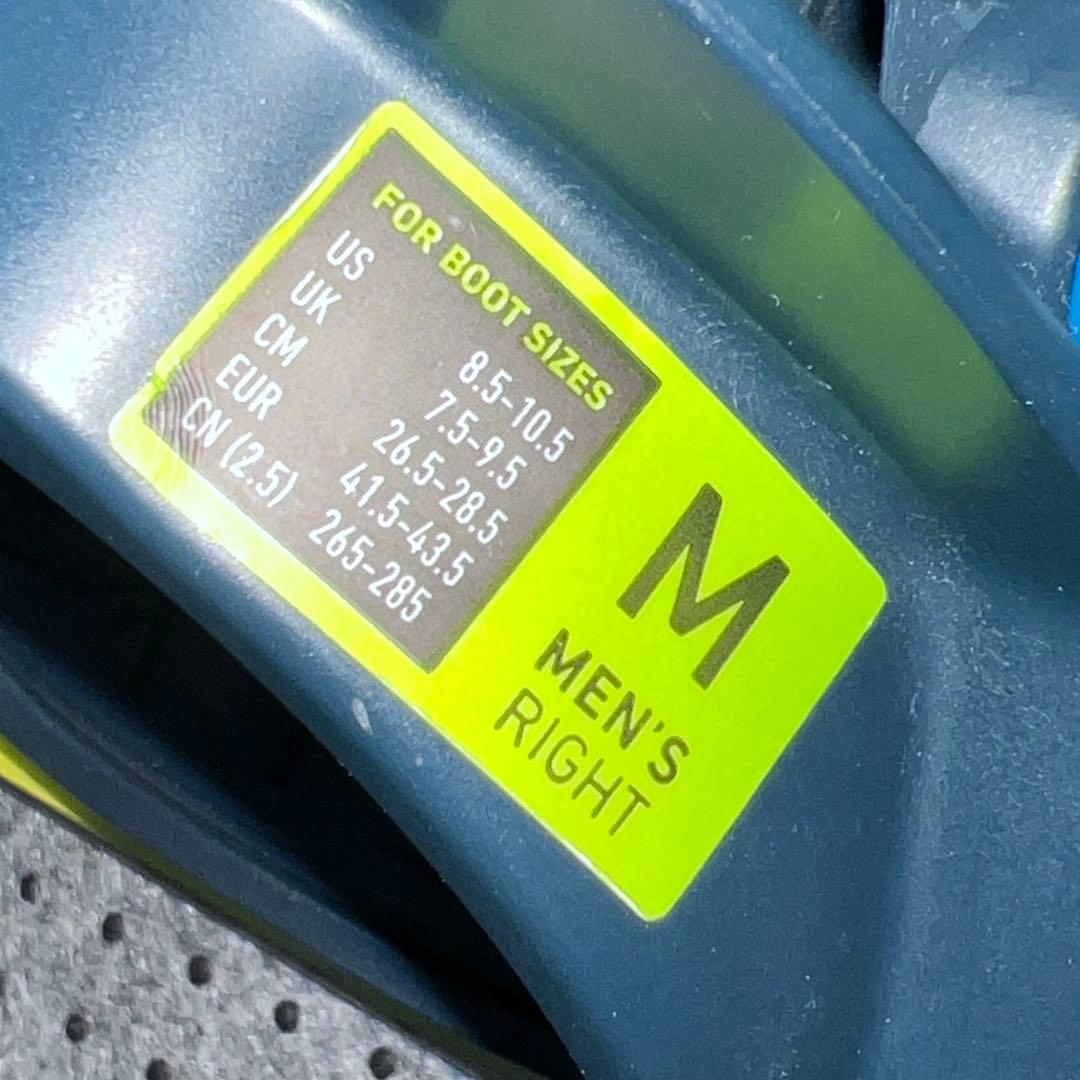 FOR BOOT SIZES
US 8.5-10.5
UK 7.5-9.5
CM 26.5-28.5
EUR 41.5-43.5
CN (2.5) 265-285
M
MEN'S
RIGHT